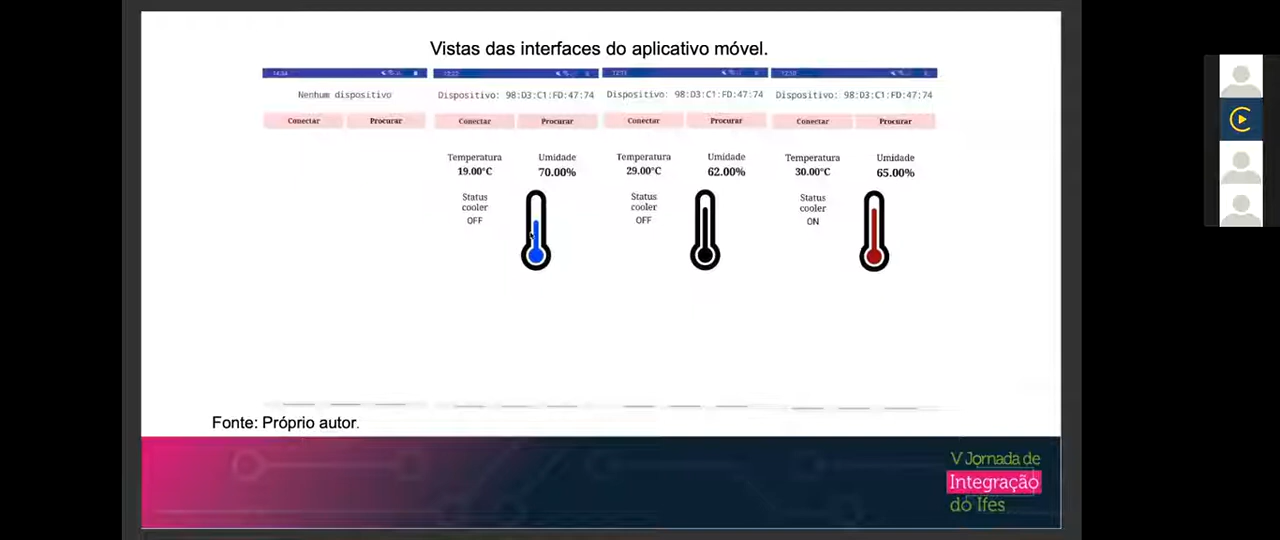 Vistas das interfaces do aplicativo móvel.
Nenhum dispositivo
Conectar Procurar
Dispositivo: 98:D3:C1:FD:47:74
Conectar Procurar
Temperatura Umidade
19.00°C 70.00%
Status
cooler
OFF
Dispositivo: 98:D3:C1:FD:47:74
Conectar Procurar
Temperatura Umidade
29.00°C 62.00%
Status
cooler
OFF
Dispositivo: 98:D3:C1:FD:47:74
Conectar Procurar
Temperatura Umidade
30.00°C 65.00%
Status
cooler
ON
Fonte: Próprio autor.
V Jornada de
Integração
do Ifes